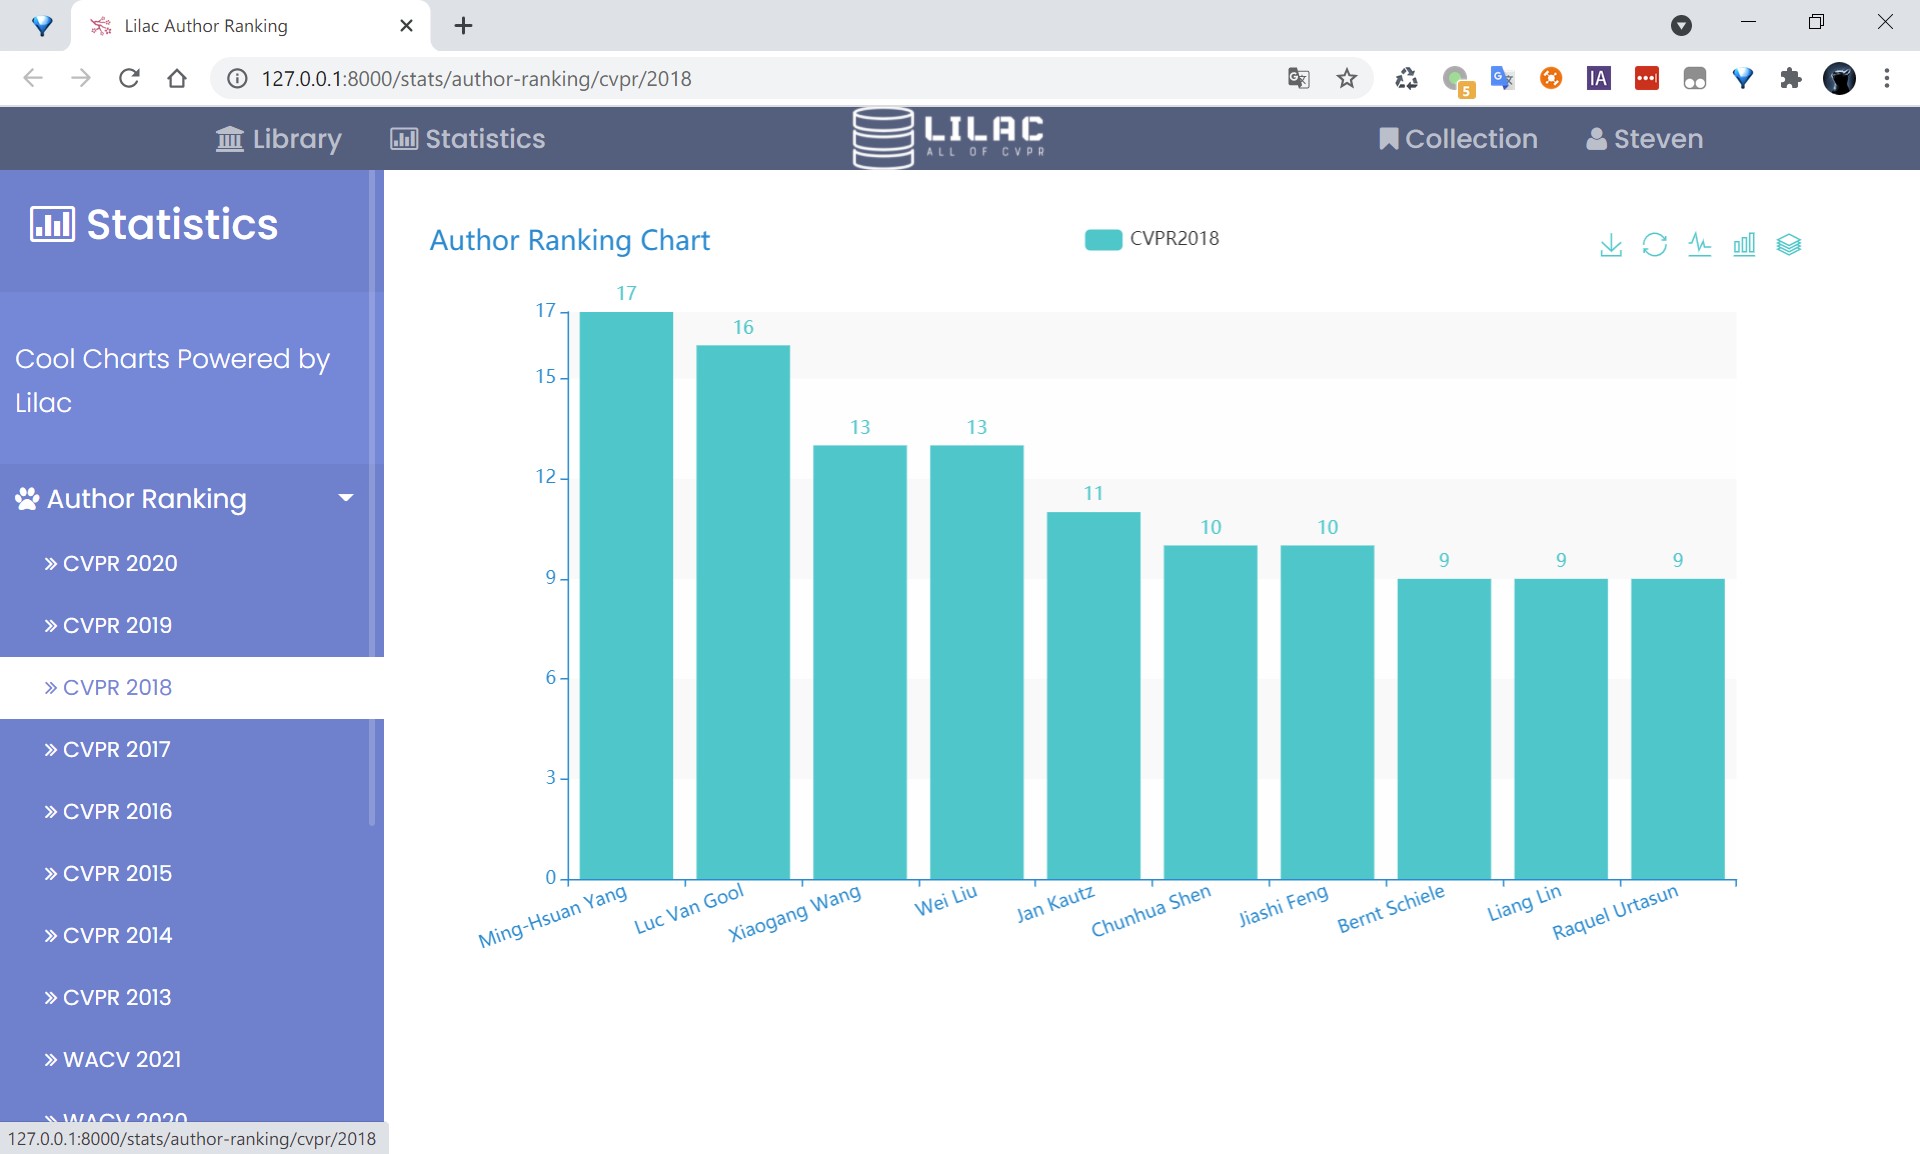 Lilac Author Ranking
127.0.0.1:8000/stats/author-ranking/cvpr/2018
5
IA
Library
Statistics
LILAC
ALL OF CVPR
Collection
Steven
Statistics
Cool Charts Powered by
Lilac
Author Ranking
CVPR 2020
CVPR 2019
CVPR 2018
CVPR 2017
CVPR 2016
CVPR 2015
CVPR 2014
CVPR 2013
WACV 2021
WACV 2020
127.0.0.1:8000/stats/author-ranking/cvpr/2018
Author Ranking Chart
CVPR2018
17
15
12
9
6
3
0
17
16
13
13
11
10
10
9
9
9
Ming-Hsuan Yang
Luc Van Gool
Xiaogang Wang
Wei Liu
Jan Kautz
Chunhua Shen
Jiashi Feng
Bernt Schiele
Liang Lin
Raquel Urtasun